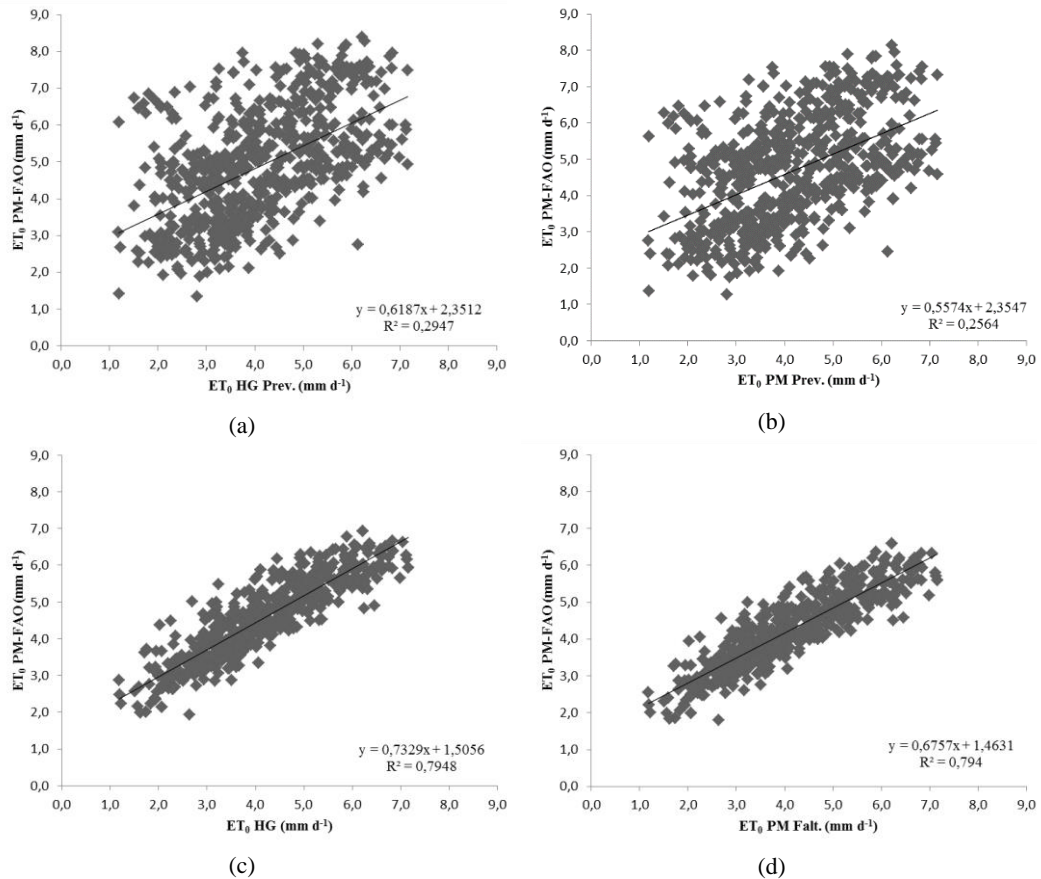 9,0
8,0
7,0
6,0
5,0
4,0
3,0
2,0
1,0
0,0
ET₀ PM-FAO (mm d⁻¹)
y = 0,6187x + 2,3512
R² = 0,2947
0,0 1,0 2,0 3,0 4,0 5,0 6,0 7,0 8,0 9,0
ET₀ HG Prev. (mm d⁻¹)
(a)
9,0
8,0
7,0
6,0
5,0
4,0
3,0
2,0
1,0
0,0
ET₀ PM-FAO (mm d⁻¹)
y = 0,5574x + 2,3547
R² = 0,2564
0,0 1,0 2,0 3,0 4,0 5,0 6,0 7,0 8,0 9,0
ET₀ PM Prev. (mm d⁻¹)
(b)
9,0
8,0
7,0
6,0
5,0
4,0
3,0
2,0
1,0
0,0
ET₀ PM-FAO (mm d⁻¹)
y = 0,7329x + 1,5056
R² = 0,7948
0,0 1,0 2,0 3,0 4,0 5,0 6,0 7,0 8,0 9,0
ET₀ HG (mm d⁻¹)
(c)
9,0
8,0
7,0
6,0
5,0
4,0
3,0
2,0
1,0
0,0
ET₀ PM-FAO (mm d⁻¹)
y = 0,6757x + 1,4631
R² = 0,794
0,0 1,0 2,0 3,0 4,0 5,0 6,0 7,0 8,0 9,0
ET₀ PM Falt. (mm d⁻¹)
(d)